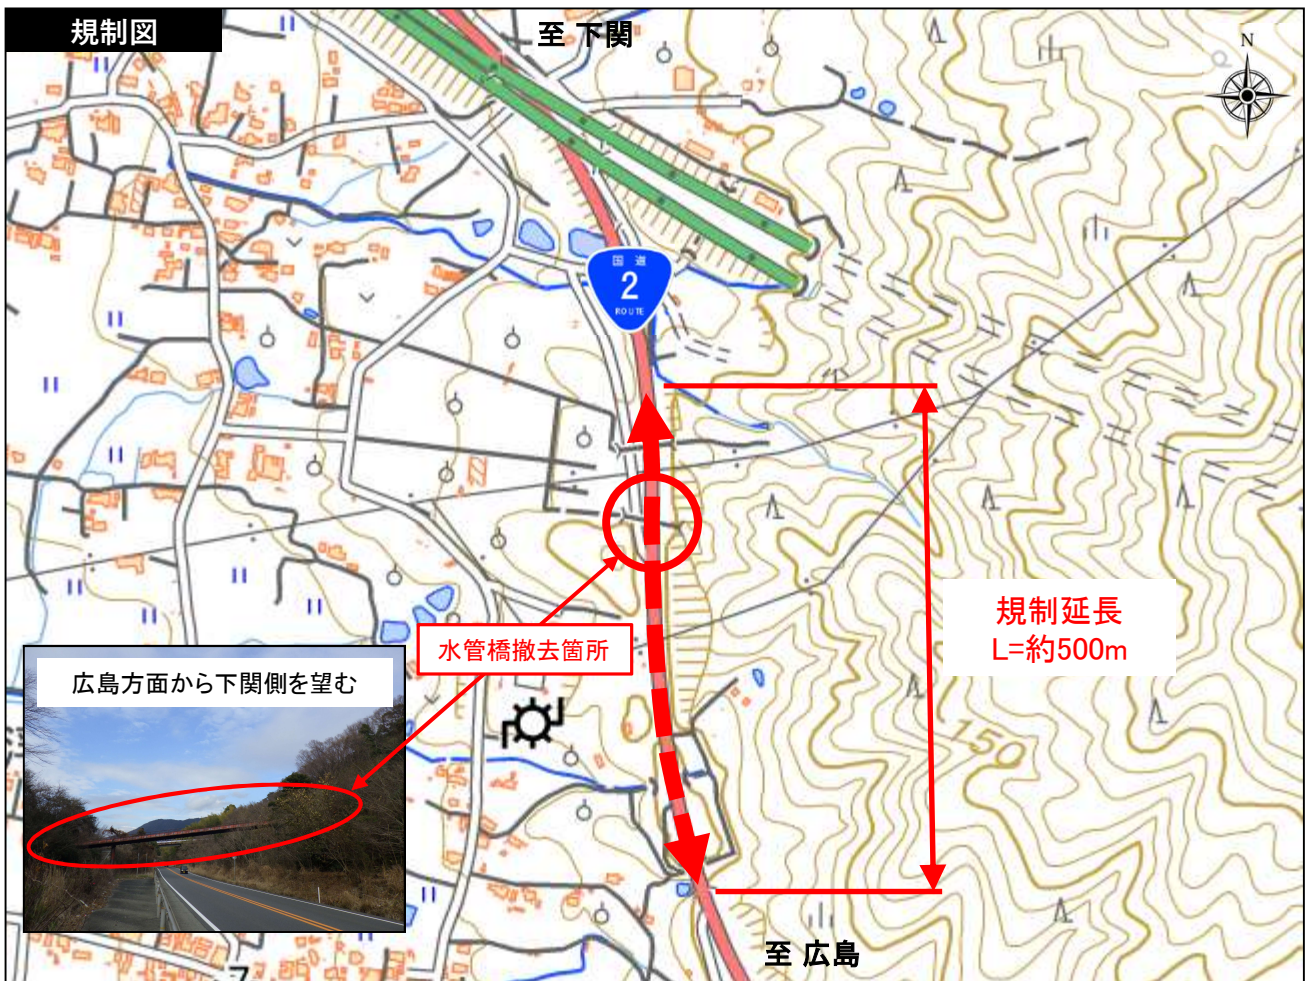 規制図
至 下関
N
国道
2
ROUTE
規制延長
L=約500m
水管橋撤去箇所
広島方面から下関側を望む
150
至 広島